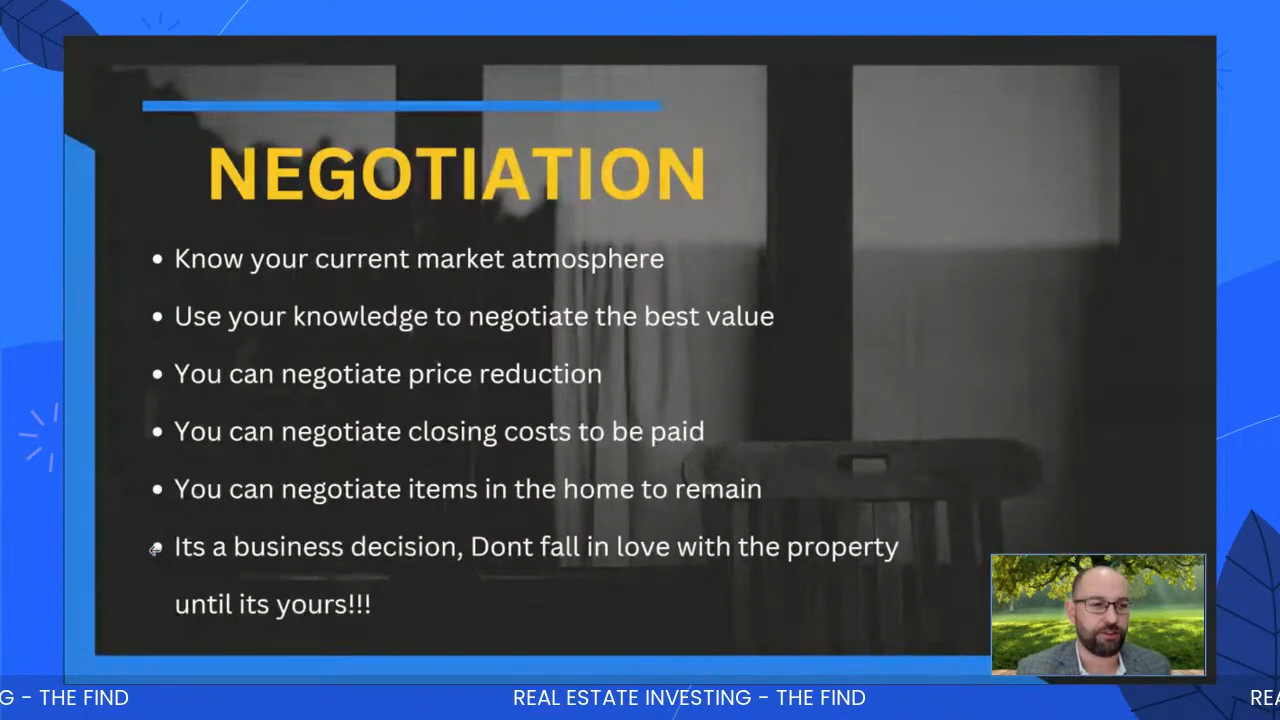 NEGOTIATION
• Know your current market atmosphere
• Use your knowledge to negotiate the best value
• You can negotiate price reduction
• You can negotiate closing costs to be paid
• You can negotiate items in the home to remain
• Its a business decision, Dont fall in love with the property
until its yours!!!
G - THE FIND
REAL ESTATE INVESTING - THE FIND
REA